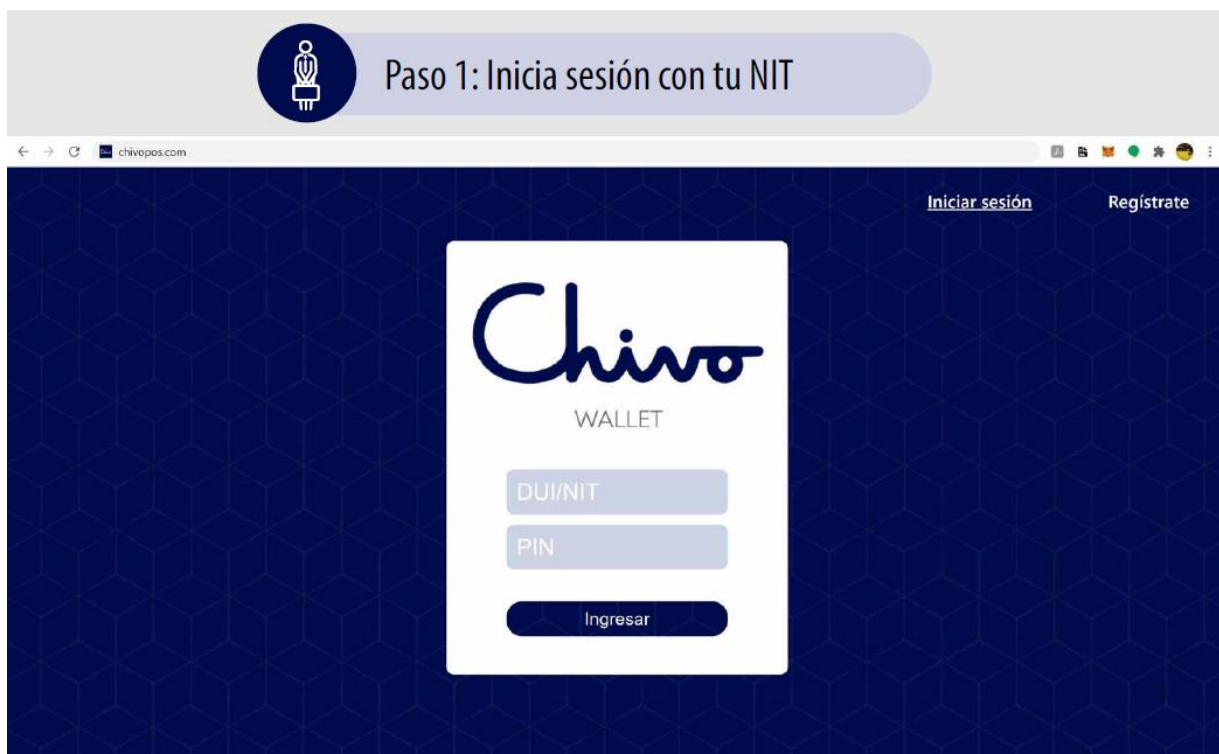 Paso 1: Inicia sesión con tu NIT
chivopos.com
Iniciar sesión Regístrate
Chivo
WALLET
DUI/NIT
PIN
Ingresar